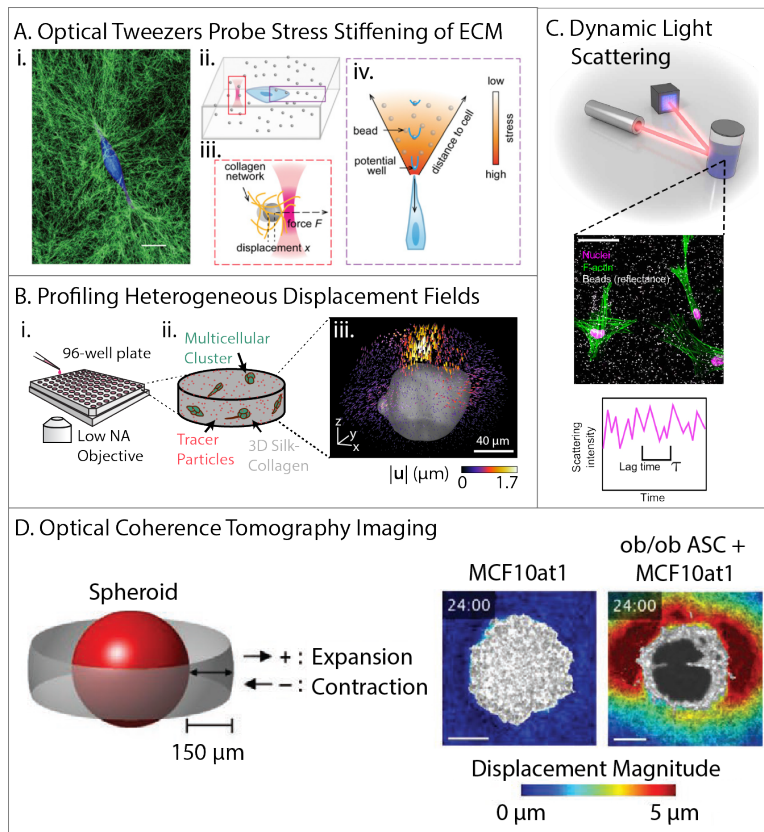 A. Optical Tweezers Probe Stress Stiffening of ECM
i.
ii.
iii.
collagen
network
force F
displacement x
iv.
bead
potential
well
distance to cell
low
stress
high
B. Profiling Heterogeneous Displacement Fields
i.
96-well plate
Low NA
Objective
ii.
Multicellular
Cluster
Tracer
Particles
3D Silk-
Collagen
iii.
z
y
x
40 μm
|u| (μm)
0
1.7
C. Dynamic Light
Scattering
Nuclei
F-actin
Beads (reflectance)
Scattering
intensity
Lag time
τ
Time
D. Optical Coherence Tomography Imaging
Spheroid
+ : Expansion
– : Contraction
150 μm
MCF10at1
24:00
ob/ob ASC +
MCF10at1
24:00
Displacement Magnitude
0 μm
5 μm